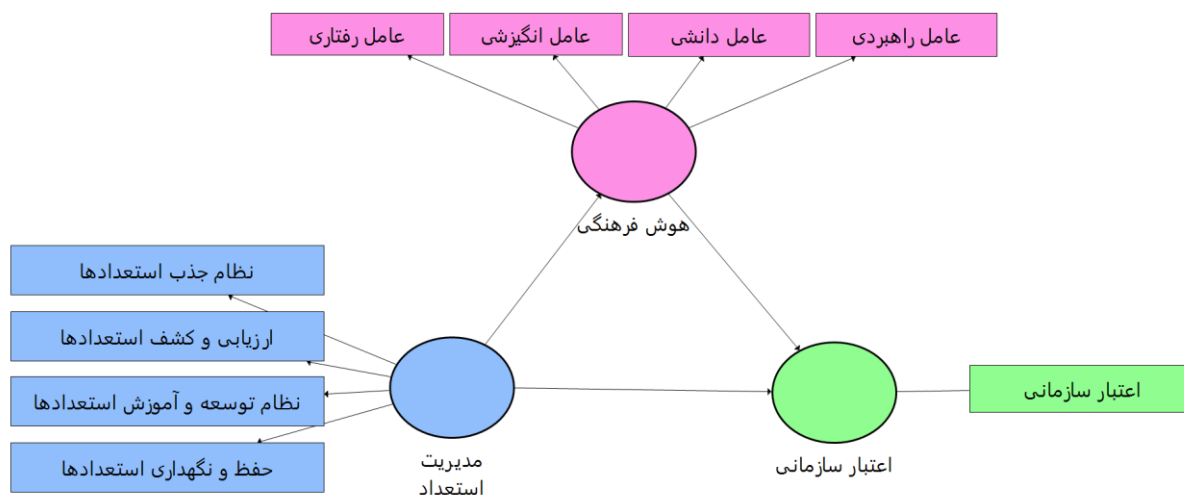 عامل راهبردی
عامل دانشی
عامل انگیزشی
عامل رفتاری
هوش فرهنگی
نظام جذب استعدادها
ارزیابی و کشف استعدادها
نظام توسعه و آموزش استعدادها
حفظ و نگهداری استعدادها
مدیریت
استعداد
اعتبار سازمانی
اعتبار سازمانی